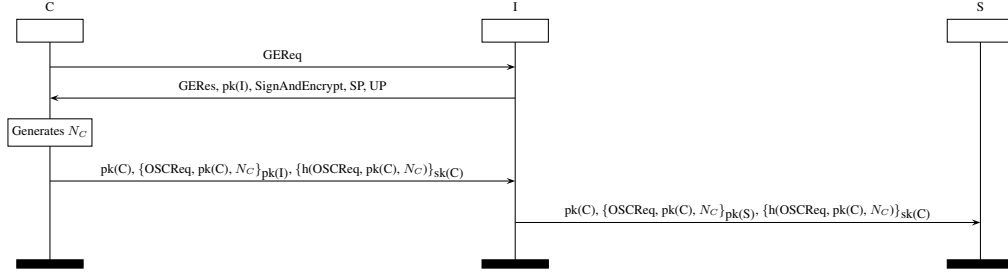 C I S
GEReq
GERes, pk(I), SignAndEncrypt, SP, UP
Generates N_C
pk(C), {OSCReq, pk(C), N_C}pk(I), {h(OSCReq, pk(C), N_C)}sk(C)
pk(C), {OSCReq, pk(C), N_C}pk(S), {h(OSCReq, pk(C), N_C)}sk(C)